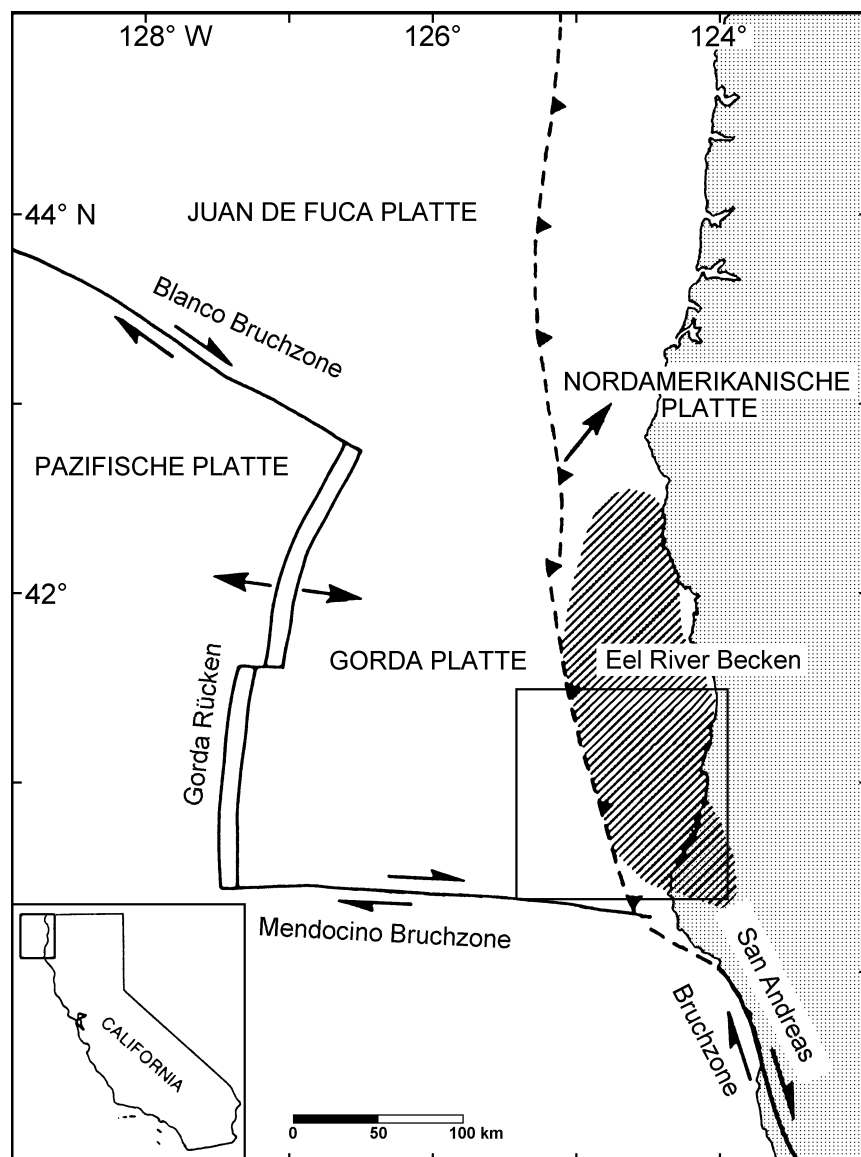 128° W
126°
124°
44° N
JUAN DE FUCA PLATTE
Blanco Bruchzone
NORDAMERIKANISCHE
PLATTE
PAZIFISCHE PLATTE
42°
GORDA PLATTE
Eel River Becken
Gorda Rücken
Mendocino Bruchzone
San Andreas
Bruchzone
CALIFORNIA
0 50 100 km